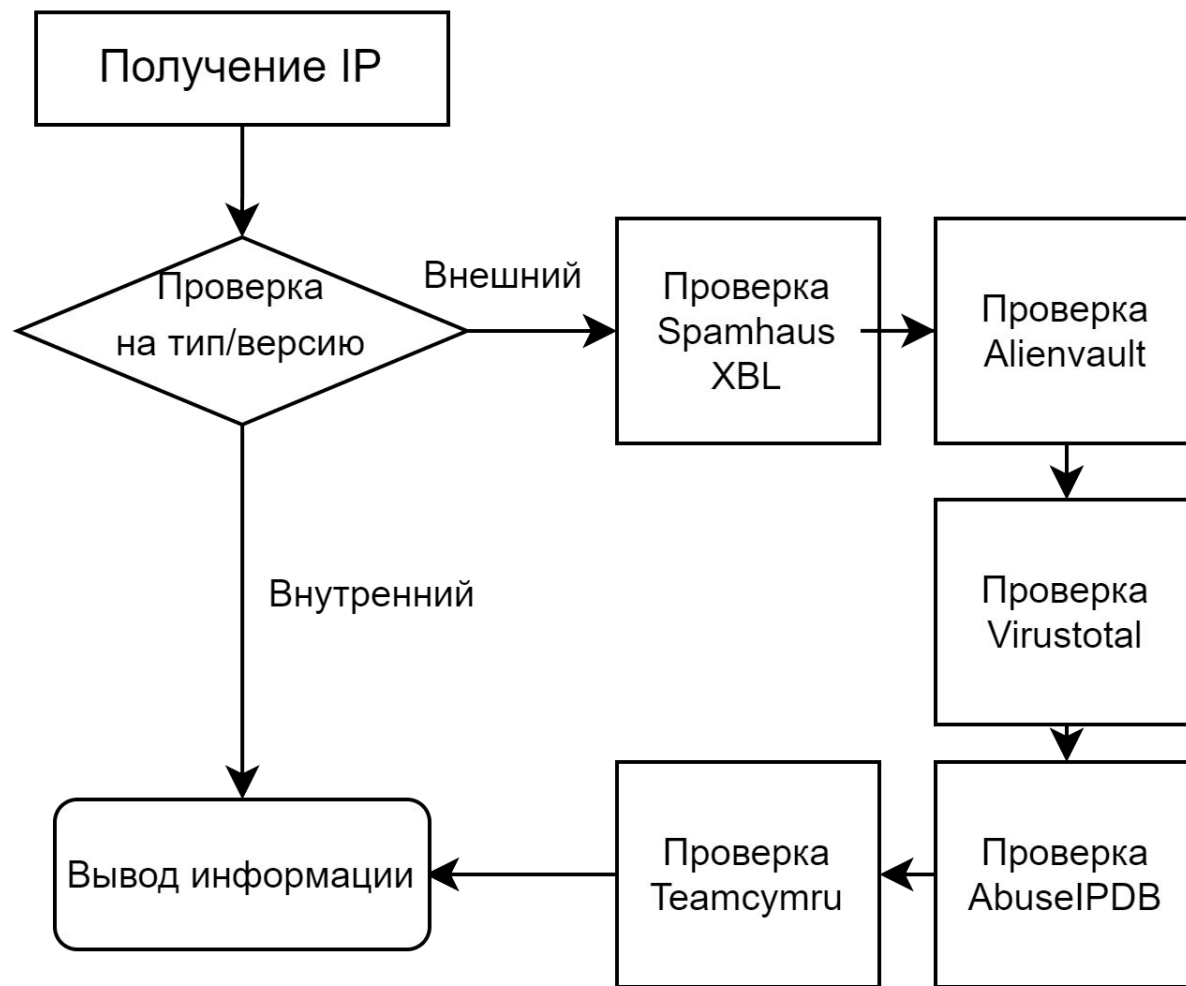 Получение IP
Проверка
на тип/версию
Внешний
Проверка
Spamhaus
XBL
Проверка
Alienvault
Проверка
Virustotal
Внутренний
Проверка
AbuseIPDB
Проверка
Teamcymru
Вывод информации